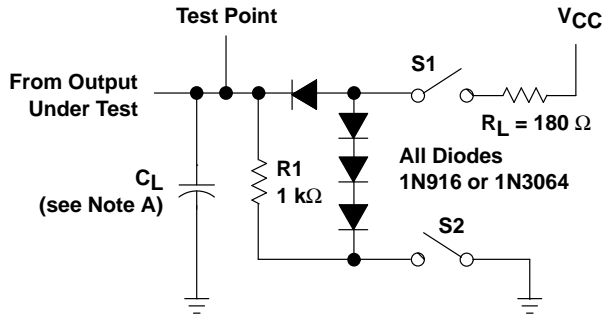 Test Point
VCC
S1
From Output
Under Test
RL = 180 Ω
All Diodes
1N916 or 1N3064
R1
1 kΩ
CL
(see Note A)
S2